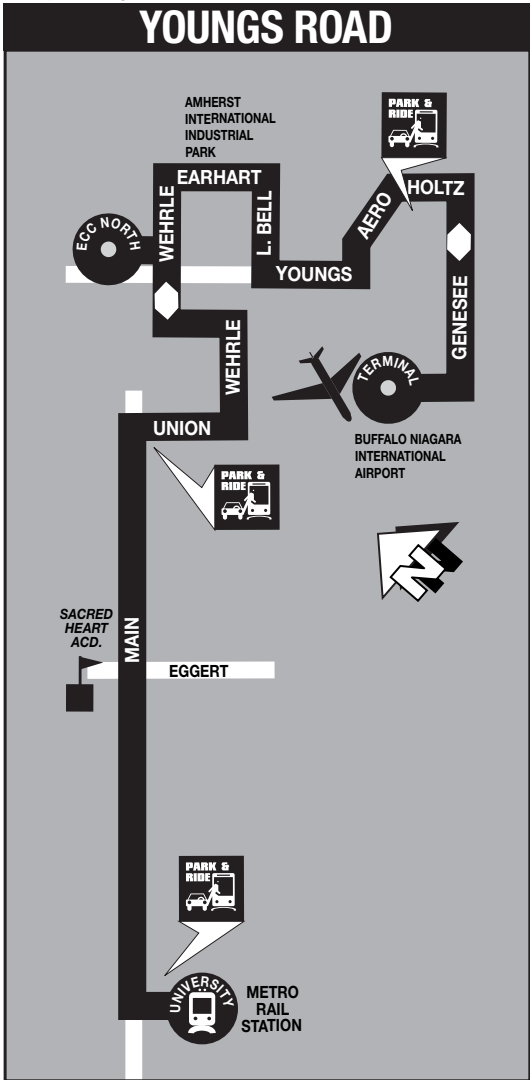 YOUNGS ROAD
AMHERST
INTERNATIONAL
INDUSTRIAL
PARK
PARK &
RIDE
EARHART
HOLTZ
WEHRLE
L. BELL
AERO
ECC NORTH
YOUNGS
GENESEE
WEHRLE
TERMINAL
UNION
BUFFALO NIAGARA
INTERNATIONAL
AIRPORT
PARK &
RIDE
N
SACRED
HEART
ACD.
MAIN
EGGERT
PARK &
RIDE
UNIVERSITY
METRO
RAIL
STATION